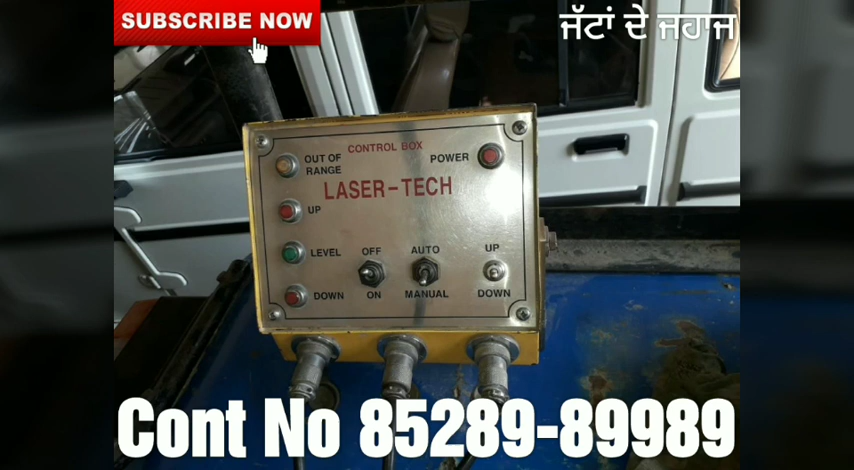 SUBSCRIBE NOW
ਜੱਟਾਂ ਦੇ ਜਹਾਜ
CONTROL BOX
OUT OF
RANGE
POWER
LASER-TECH
UP
LEVEL
DOWN
OFF
ON
AUTO
MANUAL
UP
DOWN
Cont No 85289-89989